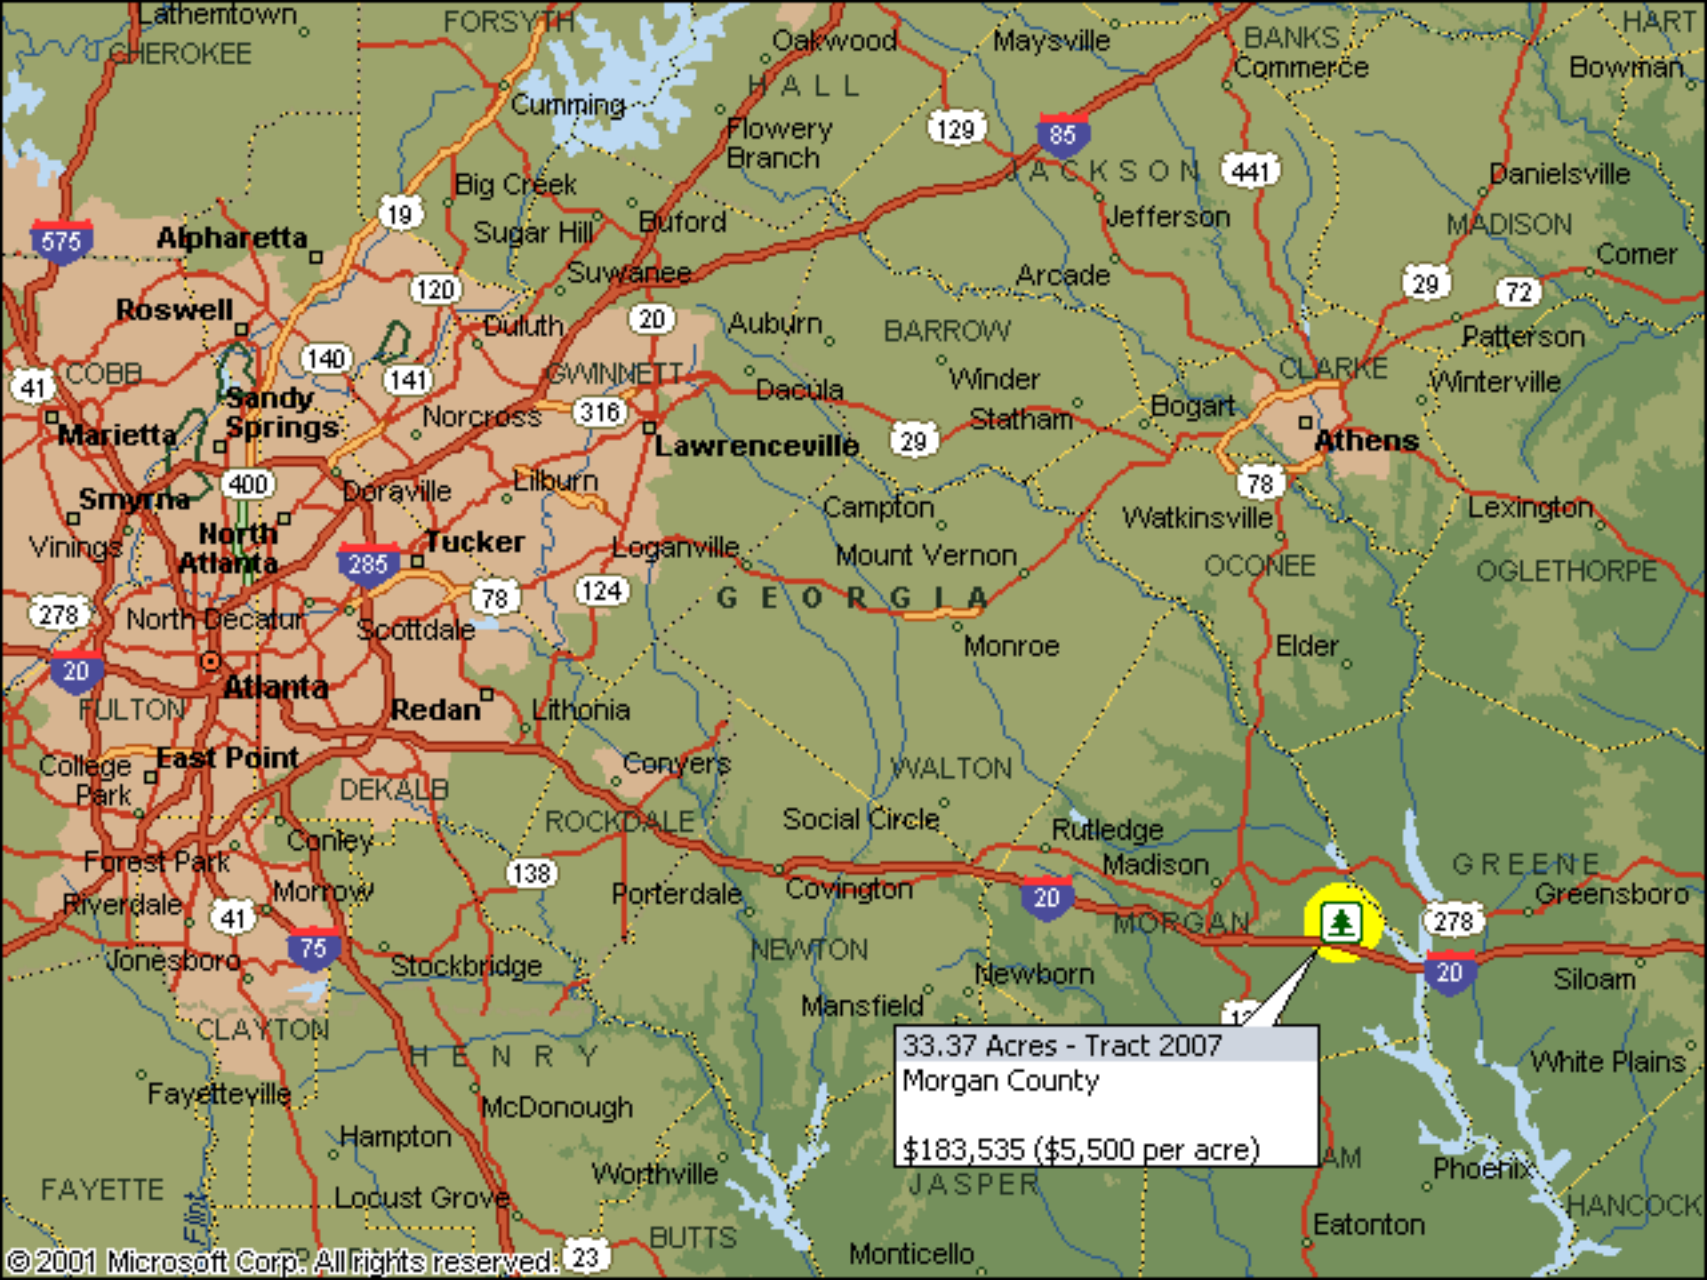 Lathemtown
FORSYTH
HART
CHEROKEE
Oakwood
Maysville
BANKS
Commerce
Bowman
HALL
Cumming
129
85
Flowery
Branch
JACKSON
441
Danielsville
Big Creek
19
Buford
Jefferson
MADISON
575
Alpharetta
Sugar Hill
Comer
Suwanee
Arcade
120
29
72
Roswell
20
Duluth
Auburn
BARROW
Patterson
140
CLARKE
41
COBB
141
GWINNETT
Dacula
Winder
Winterville
Sandy
Springs
Norcross
316
Statham
Bogart
Marietta
Lawrenceville
29
Athens
400
Doraville
Lilburn
78
Smyrna
Campton
Watkinsville
Lexington
Vinings
North
Atlanta
Tucker
Loganville
Mount Vernon
285
OCONEE
OGLETHORPE
278
78
124
GEORGIA
North Decatur
Scottdale
Monroe
Elder
20
Atlanta
FULTON
Redan
Lithonia
College
Park
East Point
Conyers
WALTON
DEKALB
ROCKDALE
Social Circle
Rutledge
Conley
Forest Park
Madison
GREENE
138
Morrow
Porterdale
Covington
20
Greensboro
Riverdale
41
MORGAN
278
75
NEWTON
Jonesboro
Stockbridge
Newborn
20
Siloam
Mansfield
CLAYTON
33.37 Acres - Tract 2007
Morgan County
$183,535 ($5,500 per acre)
HENRY
White Plains
Fayetteville
McDonough
Hampton
Worthville
AM
Phoenix
FAYETTE
Locust Grove
JASPER
HANCOCK
Flint
BUTTS
Eatonton
23
Monticello
© 2001 Microsoft Corp. All rights reserved.